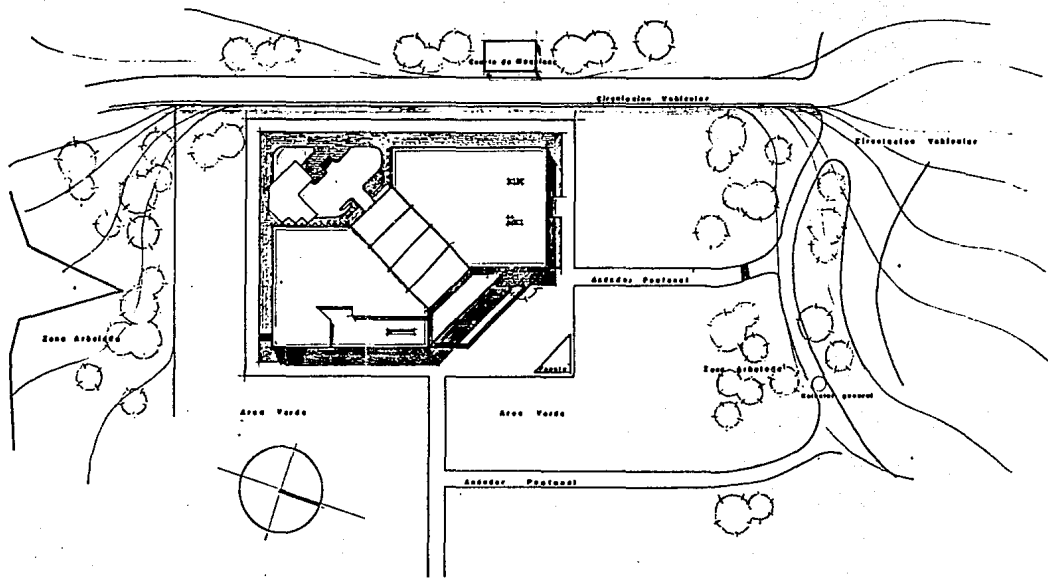 Cuarto de Maquinas
Circulacion Vehicular
Circulacion Vehicular
Andador Peatonal
Zona Arbolada
Fuente
Zona Arbolada
Colector general
Area Verde
Area Verde
Andador Peatonal